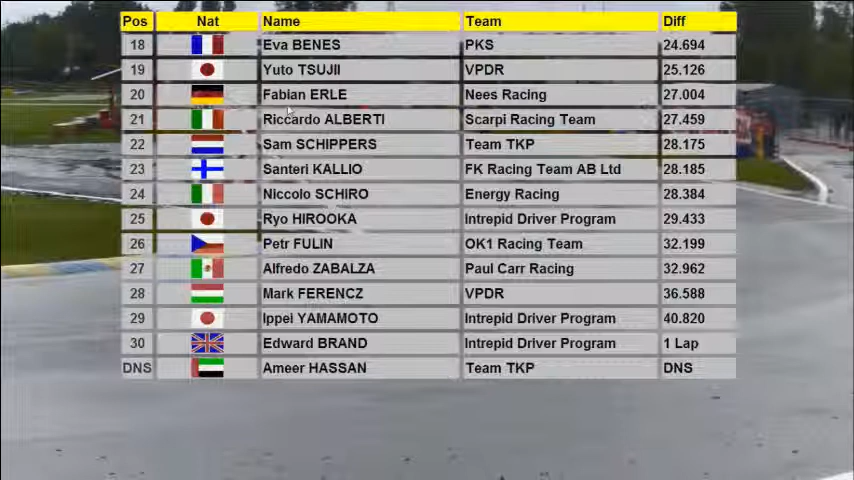 Pos Nat Name Team Diff
18 Eva BENES PKS 24.694
19 Yuto TSUJII VPDR 25.126
20 Fabian ERLE Nees Racing 27.004
21 Riccardo ALBERTI Scarpi Racing Team 27.459
22 Sam SCHIPPERS Team TKP 28.175
23 Santeri KALLIO FK Racing Team AB Ltd 28.185
24 Niccolo SCHIRO Energy Racing 28.384
25 Ryo HIROOKA Intrepid Driver Program 29.433
26 Petr FULIN OK1 Racing Team 32.199
27 Alfredo ZABALZA Paul Carr Racing 32.962
28 Mark FERENCZ VPDR 36.588
29 Ippei YAMAMOTO Intrepid Driver Program 40.820
30 Edward BRAND Intrepid Driver Program 1 Lap
DNS Ameer HASSAN Team TKP DNS